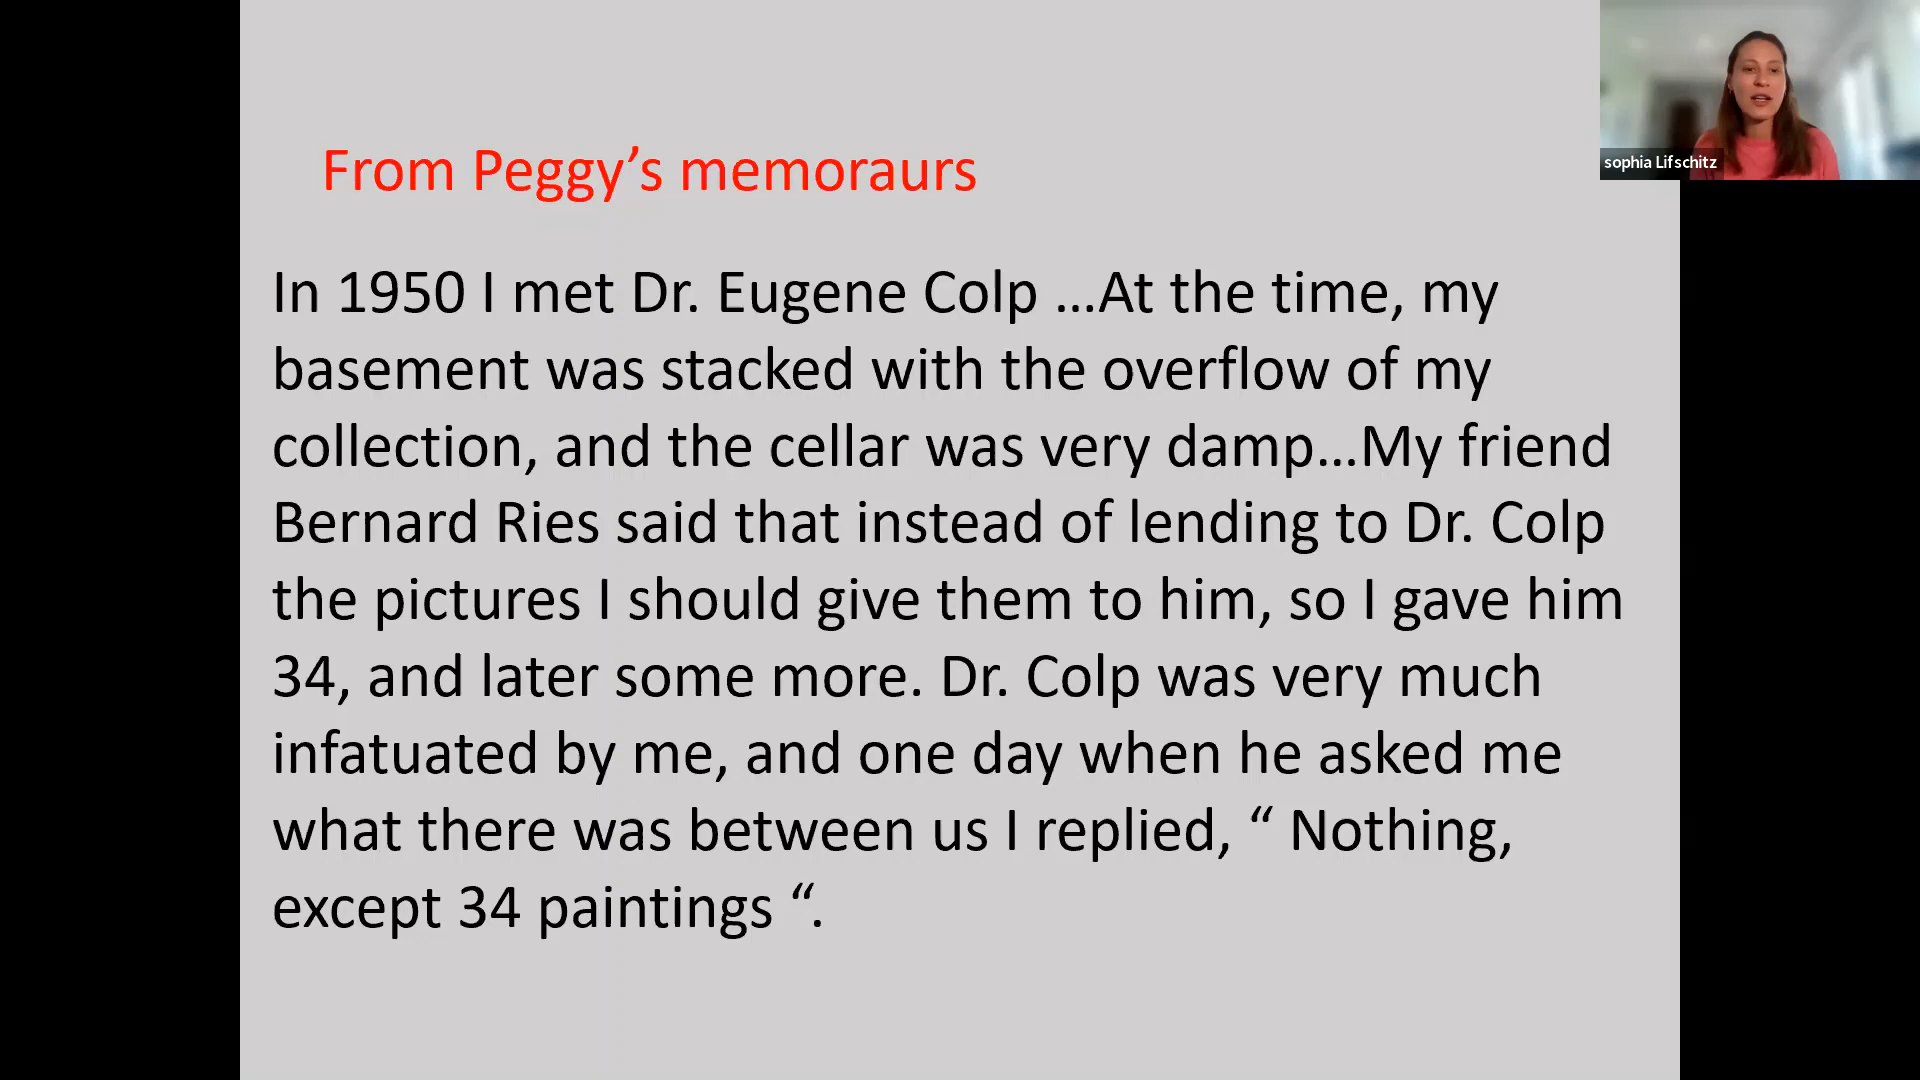 sophia Lifschitz
From Peggy’s memoraurs
In 1950 I met Dr. Eugene Colp ...At the time, my
basement was stacked with the overflow of my
collection, and the cellar was very damp...My friend
Bernard Ries said that instead of lending to Dr. Colp
the pictures I should give them to him, so I gave him
34, and later some more. Dr. Colp was very much
infatuated by me, and one day when he asked me
what there was between us I replied, “ Nothing,
except 34 paintings “.